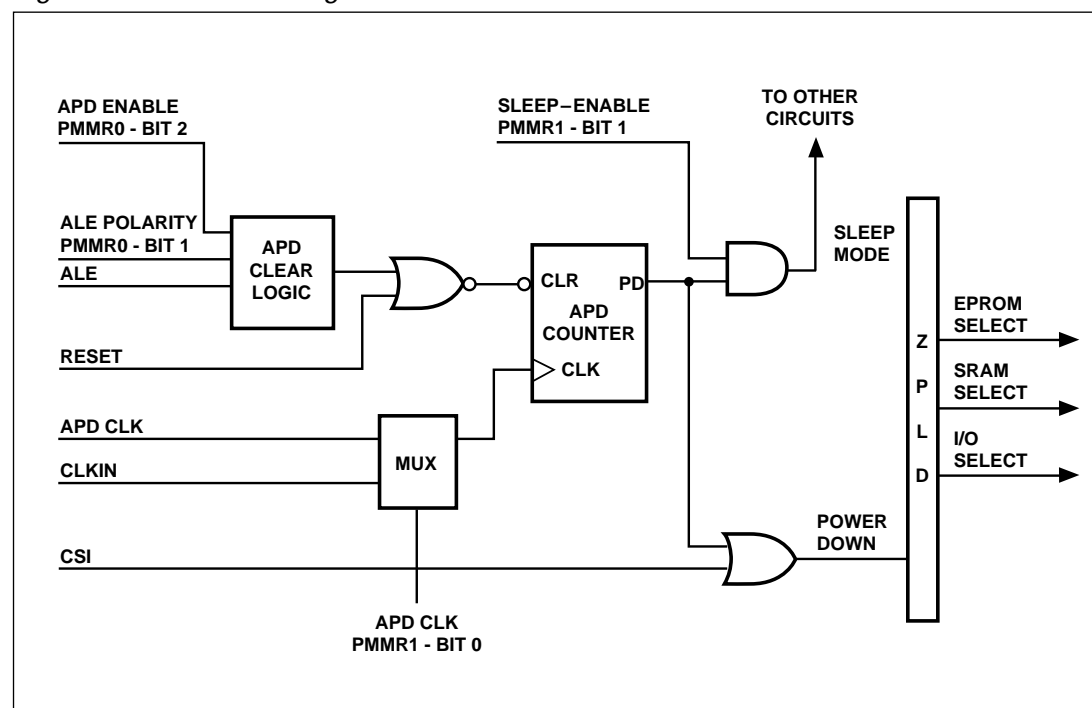 APD ENABLE
PMMR0 - BIT 2
SLEEP–ENABLE
PMMR1 - BIT 1
TO OTHER
CIRCUITS
ALE POLARITY
PMMR0 - BIT 1
ALE
APD
CLEAR
LOGIC
CLR
PD
APD
COUNTER
CLK
SLEEP
MODE
RESET
APD CLK
CLKIN
MUX
CSI
APD CLK
PMMR1 - BIT 0
POWER
DOWN
Z
P
L
D
EPROM
SELECT
SRAM
SELECT
I/O
SELECT